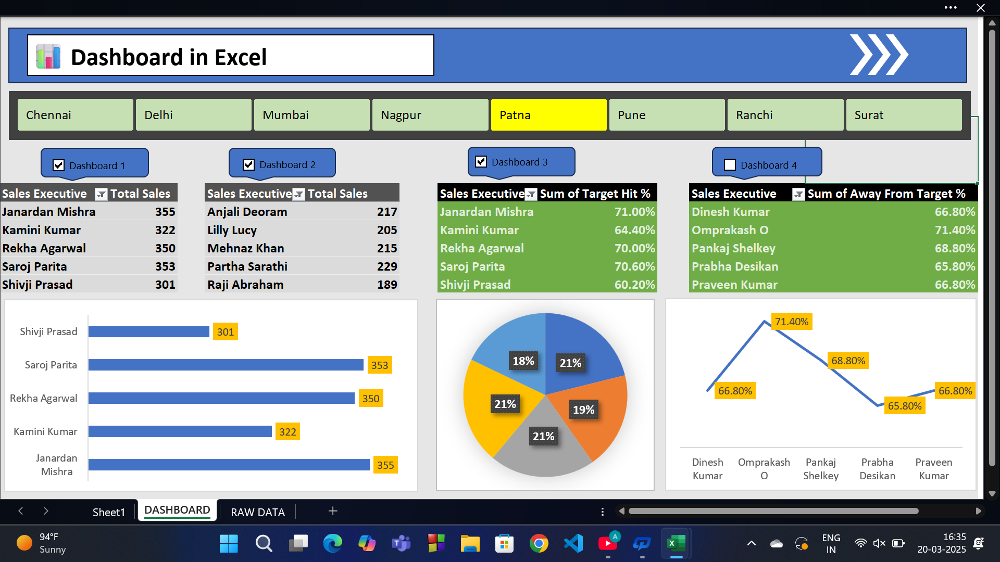 Dashboard in Excel
Chennai Delhi Mumbai Nagpur Patna Pune Ranchi Surat
Dashboard 1 Dashboard 2 Dashboard 3 Dashboard 4
Sales Executive Total Sales
Janardan Mishra 355
Kamini Kumar 322
Rekha Agarwal 350
Saroj Parita 353
Shivji Prasad 301
Sales Executive Total Sales
Anjali Deoram 217
Lilly Lucy 205
Mehnaz Khan 215
Partha Sarathi 229
Raji Abraham 189
Sales Executive Sum of Target Hit %
Janardan Mishra 71.00%
Kamini Kumar 64.40%
Rekha Agarwal 70.00%
Saroj Parita 70.60%
Shivji Prasad 60.20%
Sales Executive Sum of Away From Target %
Dinesh Kumar 66.80%
Omprakash O 71.40%
Pankaj Shelkey 68.80%
Prabha Desikan 65.80%
Praveen Kumar 66.80%
Shivji Prasad 301
Saroj Parita 353
Rekha Agarwal 350
Kamini Kumar 322
Janardan
Mishra 355
18% 21%
21% 19%
21%
71.40%
68.80%
66.80% 66.80%
65.80%
Dinesh Omprakash Pankaj Prabha Praveen
Kumar O Shelkey Desikan Kumar
Sheet1 DASHBOARD RAW DATA
94°F
Sunny
A
T
X
ENG
IN
16:35
20-03-2025